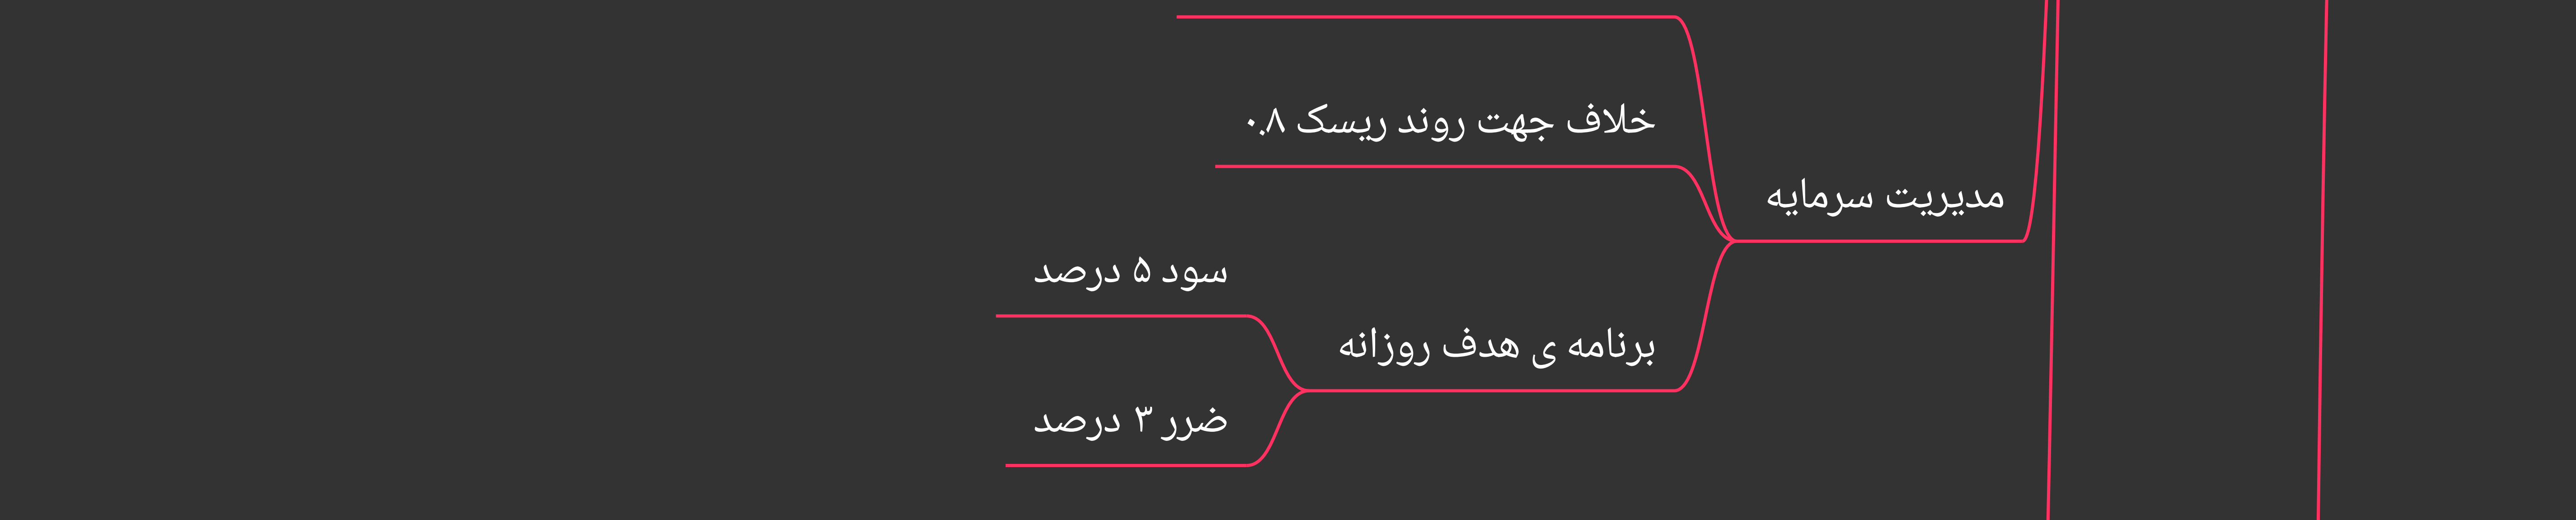 مدیریت سرمایه
خلاف جهت روند ریسک ۰.۸
برنامه ی هدف روزانه
سود ۵ درصد
ضرر ۳ درصد